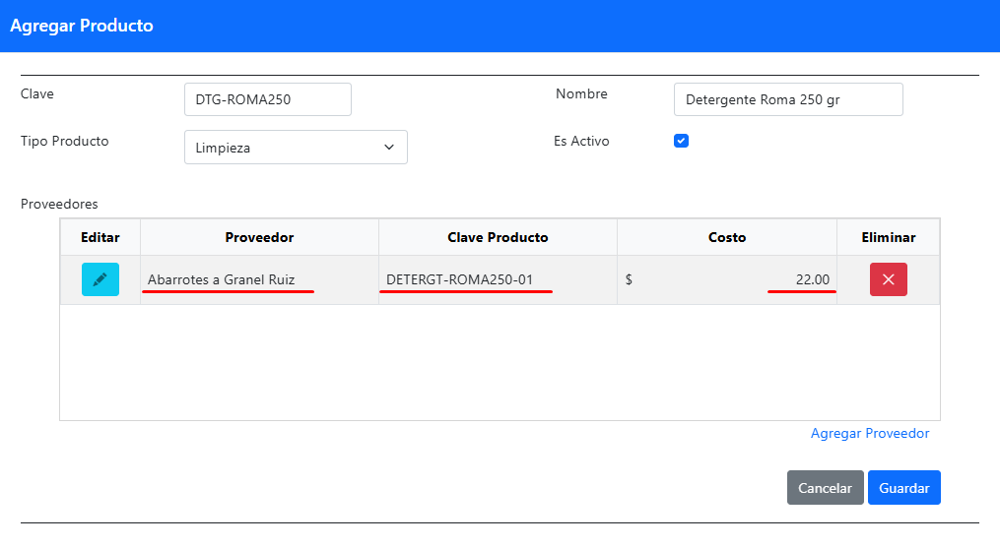 Agregar Producto
Clave DTG-ROMA250 Nombre Detergente Roma 250 gr
Tipo Producto Limpieza Es Activo
Proveedores
Editar Proveedor Clave Producto Costo Eliminar
Abarrotes a Granel Ruiz DETERGT-ROMA250-01 $ 22.00
Agregar Proveedor
Cancelar Guardar